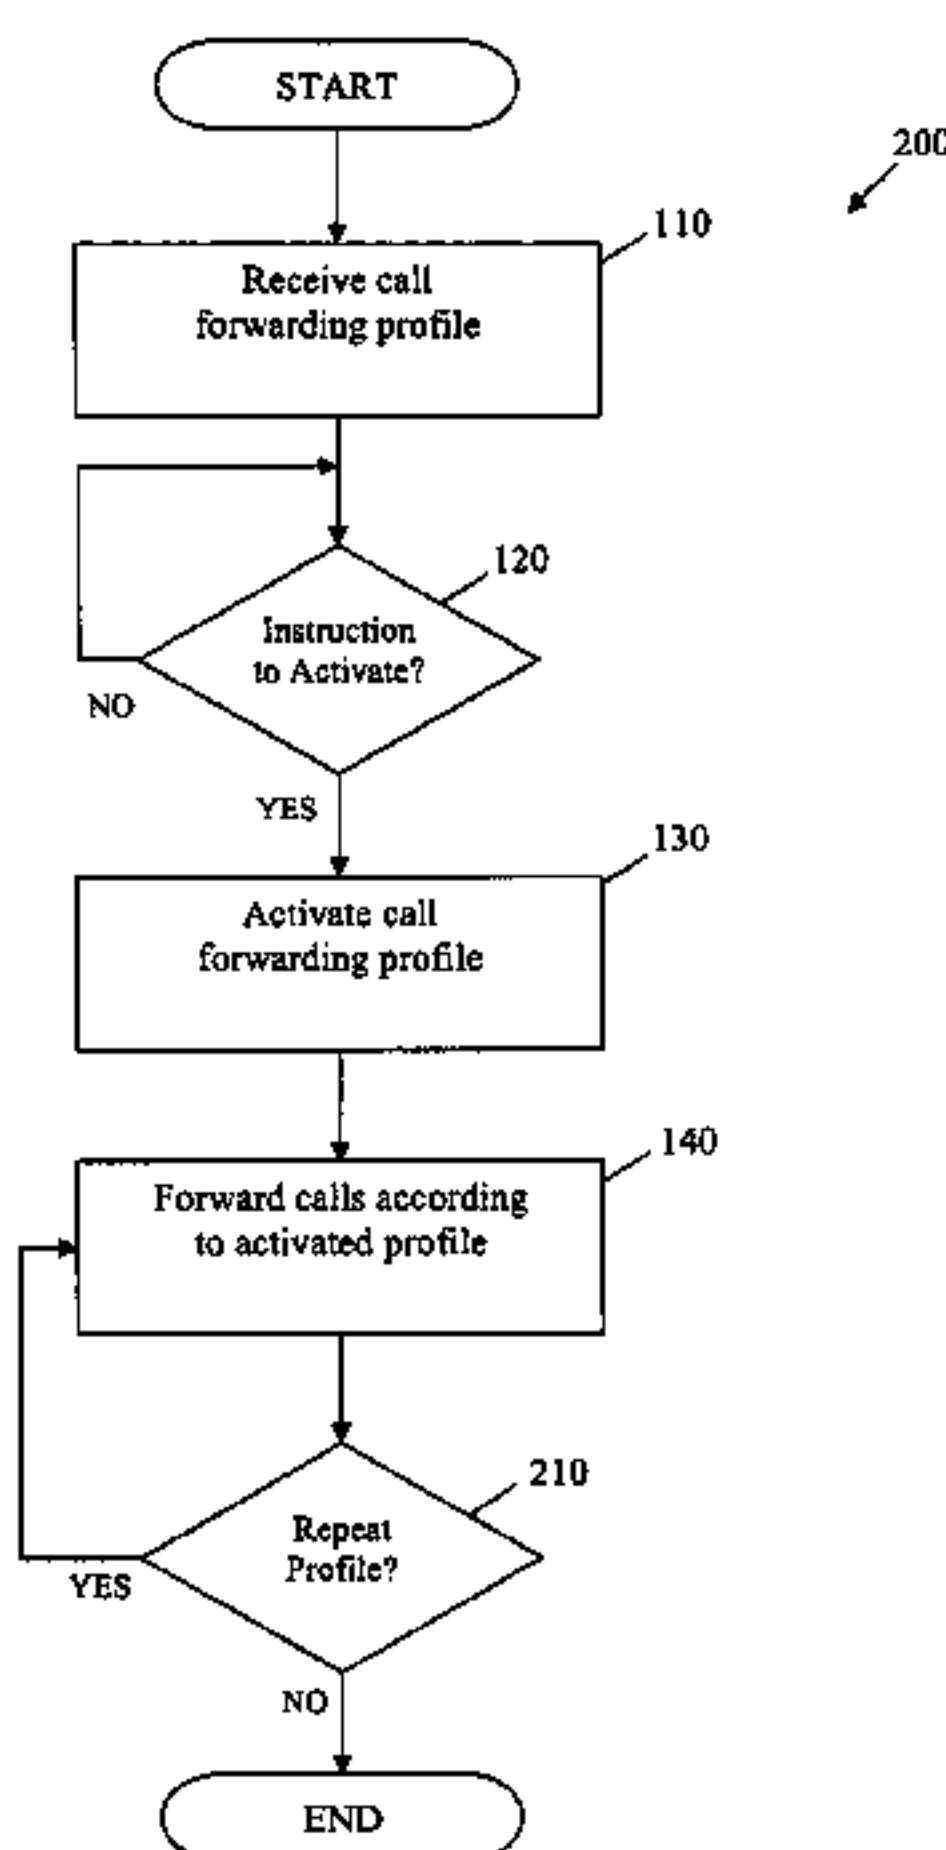 START
200
110
Receive call
forwarding profile
120
Instruction
to Activate?
NO
YES
130
Activate call
forwarding profile
140
Forward calls according
to activated profile
210
Repeat
Profile?
YES
NO
END